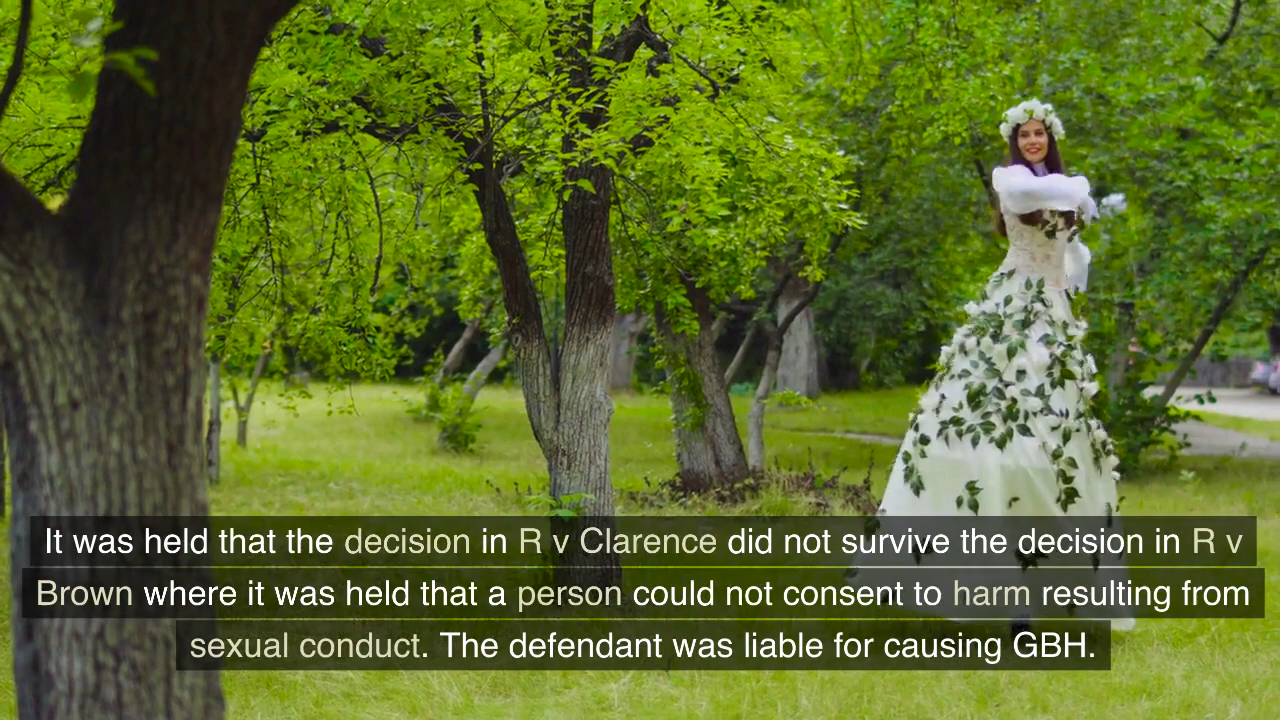 It was held that the decision in R v Clarence did not survive the decision in R v
Brown where it was held that a person could not consent to harm resulting from
sexual conduct. The defendant was liable for causing GBH.